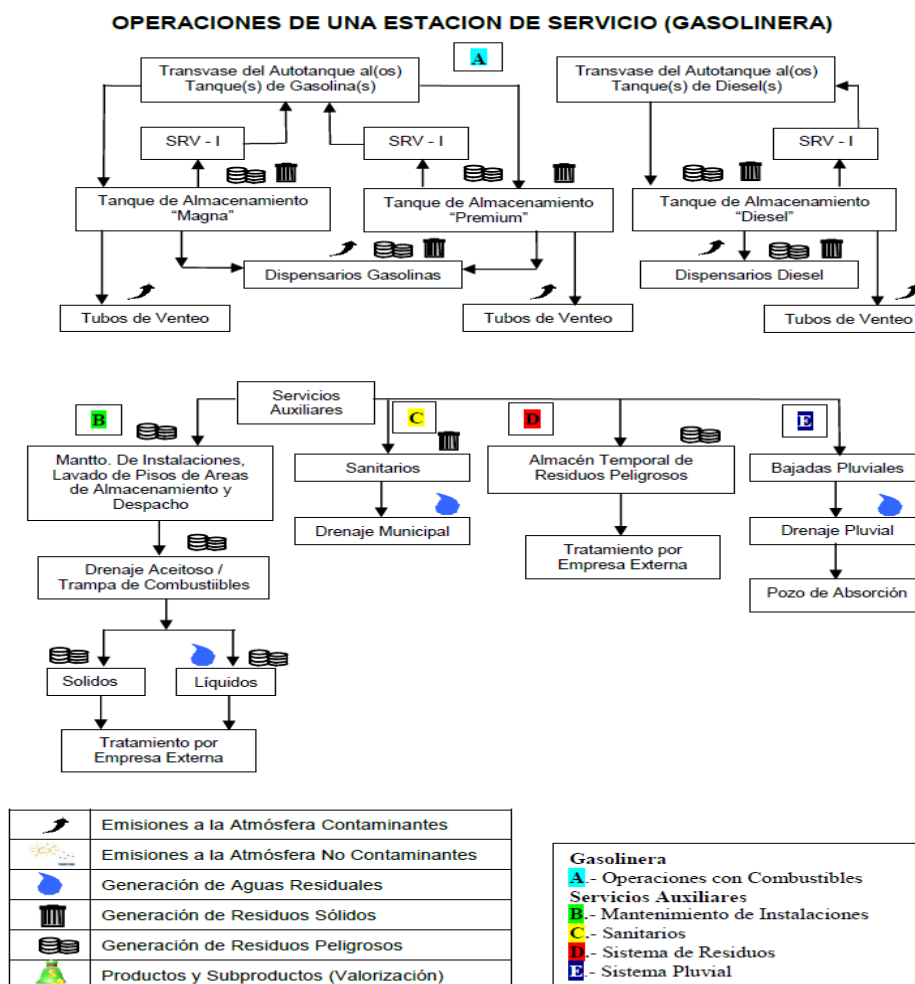 OPERACIONES DE UNA ESTACION DE SERVICIO (GASOLINERA)
A
Transvase del Autotanque al(os)
Tanque(s) de Gasolina(s)
Transvase del Autotanque al(os)
Tanque(s) de Diesel(s)
SRV - I
SRV - I
SRV - I
Tanque de Almacenamiento
“Magna”
Tanque de Almacenamiento
“Premium”
Tanque de Almacenamiento
“Diesel”
Dispensarios Gasolinas
Dispensarios Diesel
Tubos de Venteo
Tubos de Venteo
Tubos de Venteo
Servicios
Auxiliares
B
C
D
E
Mantto. De Instalaciones,
Lavado de Pisos de Areas
de Almacenamiento y
Despacho
Sanitarios
Almacén Temporal de
Residuos Peligrosos
Bajadas Pluviales
Drenaje Municipal
Drenaje Pluvial
Drenaje Aceitoso /
Trampa de Combustiibles
Tratamiento por
Empresa Externa
Pozo de Absorción
Solidos
Líquidos
Tratamiento por
Empresa Externa
Emisiones a la Atmósfera Contaminantes
Emisiones a la Atmósfera No Contaminantes
Generación de Aguas Residuales
Generación de Residuos Sólidos
Generación de Residuos Peligrosos
Productos y Subproductos (Valorización)
Gasolinera
A.- Operaciones con Combustibles
Servicios Auxiliares
B.- Mantenimiento de Instalaciones
C.- Sanitarios
D.- Sistema de Residuos
E.- Sistema Pluvial